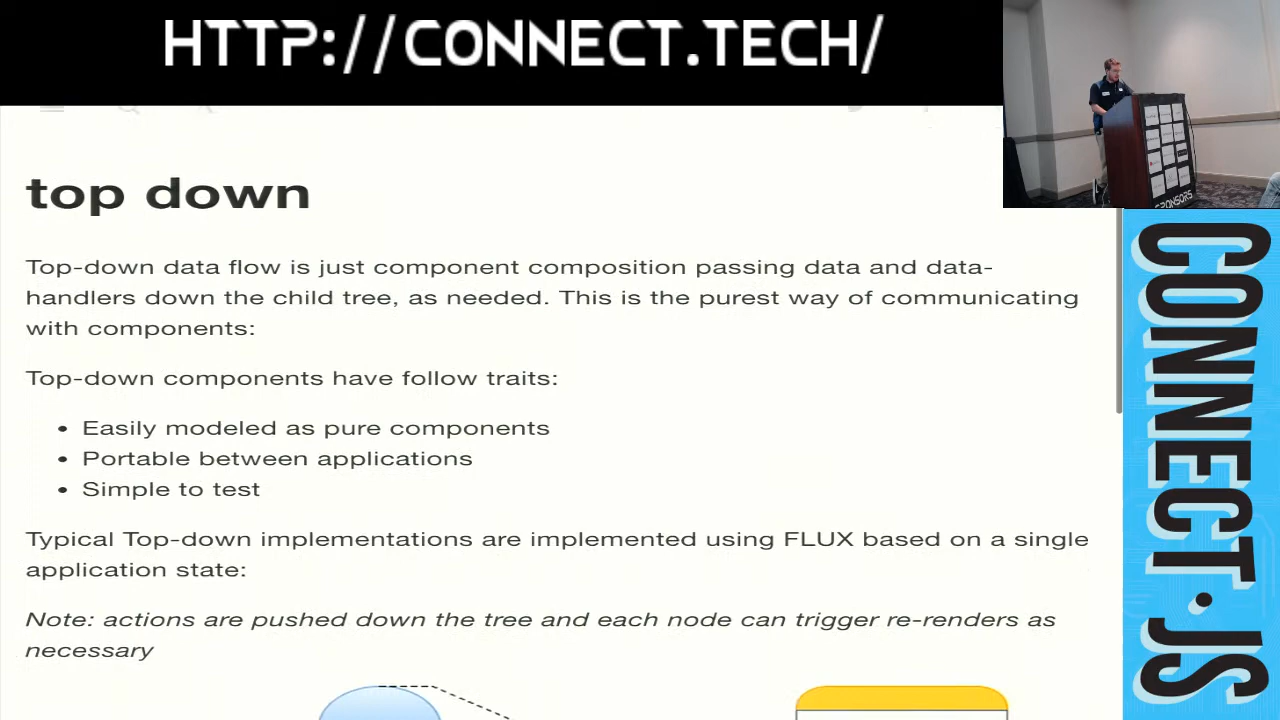 HTTP://CONNECT.TECH/
top down
Top-down data flow is just component composition passing data and data-
handlers down the child tree, as needed. This is the purest way of communicating
with components:
Top-down components have follow traits:
• Easily modeled as pure components
• Portable between applications
• Simple to test
Typical Top-down implementations are implemented using FLUX based on a single
application state:
Note: actions are pushed down the tree and each node can trigger re-renders as
necessary
SPONSORS
CONNECT.JS